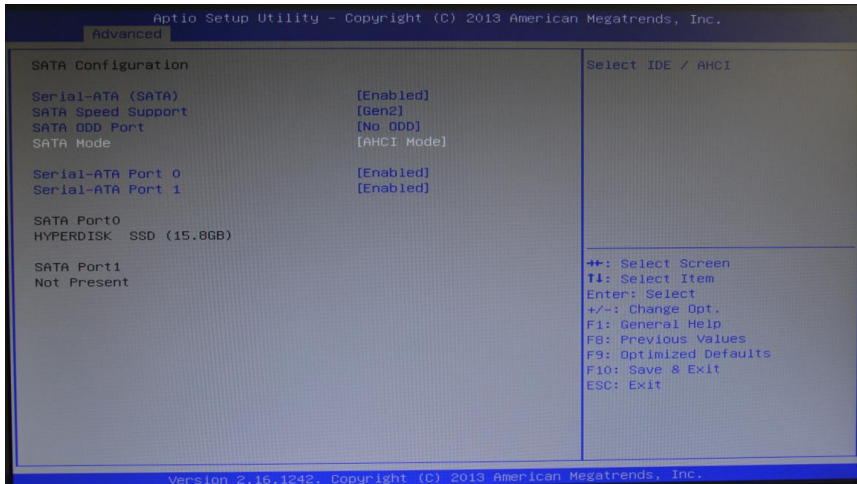 Aptio Setup Utility - Copyright (C) 2013 American Megatrends, Inc.
Advanced
SATA Configuration
Serial-ATA (SATA) [Enabled]
SATA Speed Support [Gen2]
SATA ODD Port [No ODD]
SATA Mode [AHCI Mode]
Serial-ATA Port 0 [Enabled]
Serial-ATA Port 1 [Enabled]
SATA Port0
HYPERDISK SSD (15.8GB)
SATA Port1
Not Present
Select IDE / AHCI
→←: Select Screen
↑↓: Select Item
Enter: Select
+/-: Change Opt.
F1: General Help
F8: Previous Values
F9: Optimized Defaults
F10: Save & Exit
ESC: Exit
Version 2.16.1242. Copyright (C) 2013 American Megatrends, Inc.